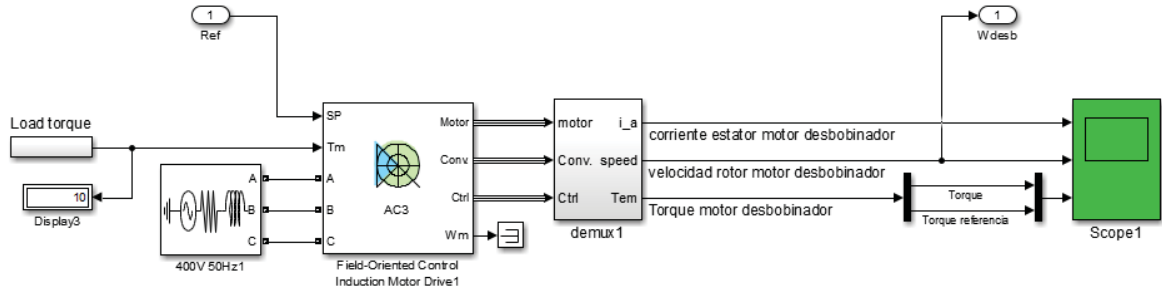 1
Ref
1
Wdesb
Load torque
10
Display3
A
B
C
400V 50Hz1
SP
Tm
A
B
C
Motor
Conv.
Ctrl
Wm
AC3
Field-Oriented Control
Induction Motor Drive1
motor
Conv.
Ctrl
i_a
speed
Tem
demux1
corriente estator motor desbobinador
velocidad rotor motor desbobinador
Torque motor desbobinador
Torque
Torque referencia
Scope1